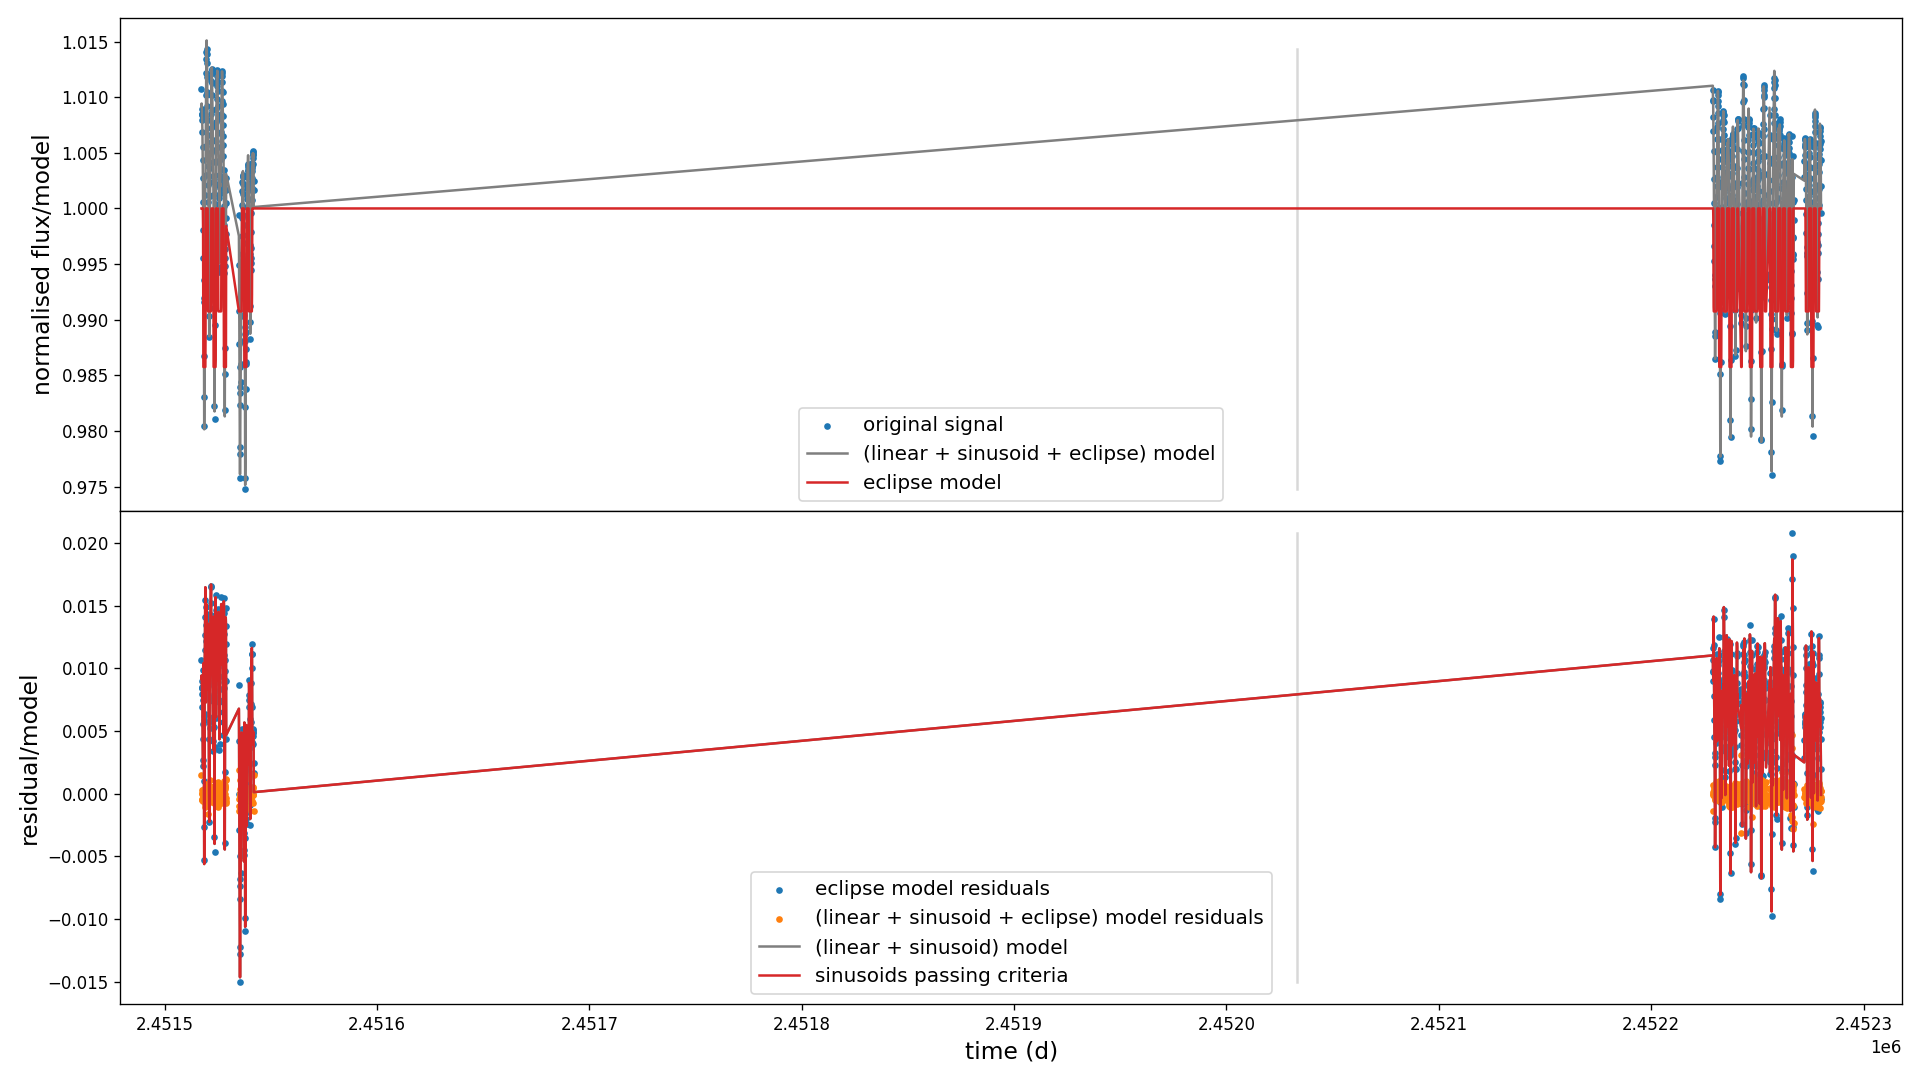 normalised flux/model
1.015
1.010
1.005
1.000
0.995
0.990
0.985
0.980
0.975
original signal
(linear + sinusoid + eclipse) model
eclipse model
residual/model
0.020
0.015
0.010
0.005
0.000
−0.005
−0.010
−0.015
eclipse model residuals
(linear + sinusoid + eclipse) model residuals
(linear + sinusoid) model
sinusoids passing criteria
2.4515 2.4516 2.4517 2.4518 2.4519 2.4520 2.4521 2.4522 2.4523
1e6
time (d)